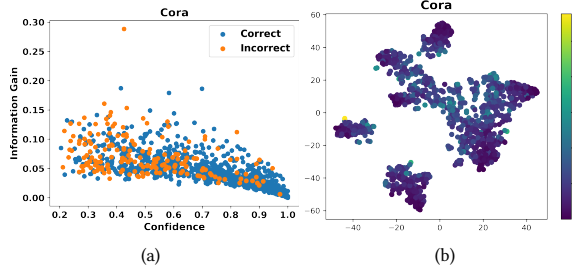 Cora
Information Gain
0.30
0.25
0.20
0.15
0.10
0.05
0.00
Correct
Incorrect
0.2 0.3 0.4 0.5 0.6 0.7 0.8 0.9 1.0
Confidence
(a)
Cora
60
40
20
0
−20
−40
−60
−40 −20 0 20 40
(b)